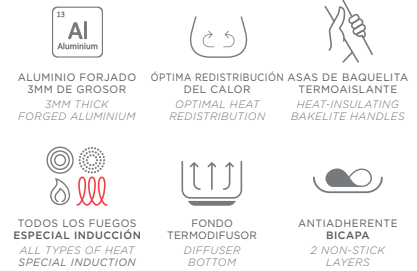 13
Al
Aluminium
ALUMINIO FORJADO
3MM DE GROSOR
3MM THICK
FORGED ALUMINIUM
ÓPTIMA REDISTRIBUCIÓN
DEL CALOR
OPTIMAL HEAT
REDISTRIBUTION
ASAS DE BAQUELITA
TERMOAISLANTE
HEAT-INSULATING
BAKELITE HANDLES
TODOS LOS FUEGOS
ESPECIAL INDUCCIÓN
ALL TYPES OF HEAT
SPECIAL INDUCTION
FONDO
TERMODIFUSOR
DIFFUSER
BOTTOM
ANTIADHERENTE
BICAPA
2 NON-STICK
LAYERS